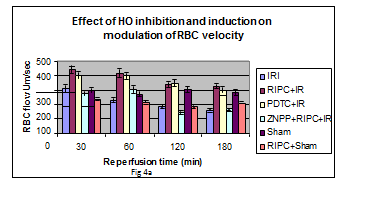 Effect of HO inhibition and induction on
modulation of RBC velocity
RBC flow Um/sec
500
400
300
200
100
0
30
60
120
180
Reperfusion time (min)
IRI
RIPC+IR
PDTC+IR
ZNPP+RIPC+IR
Sham
RIPC+Sham
Fig 4a